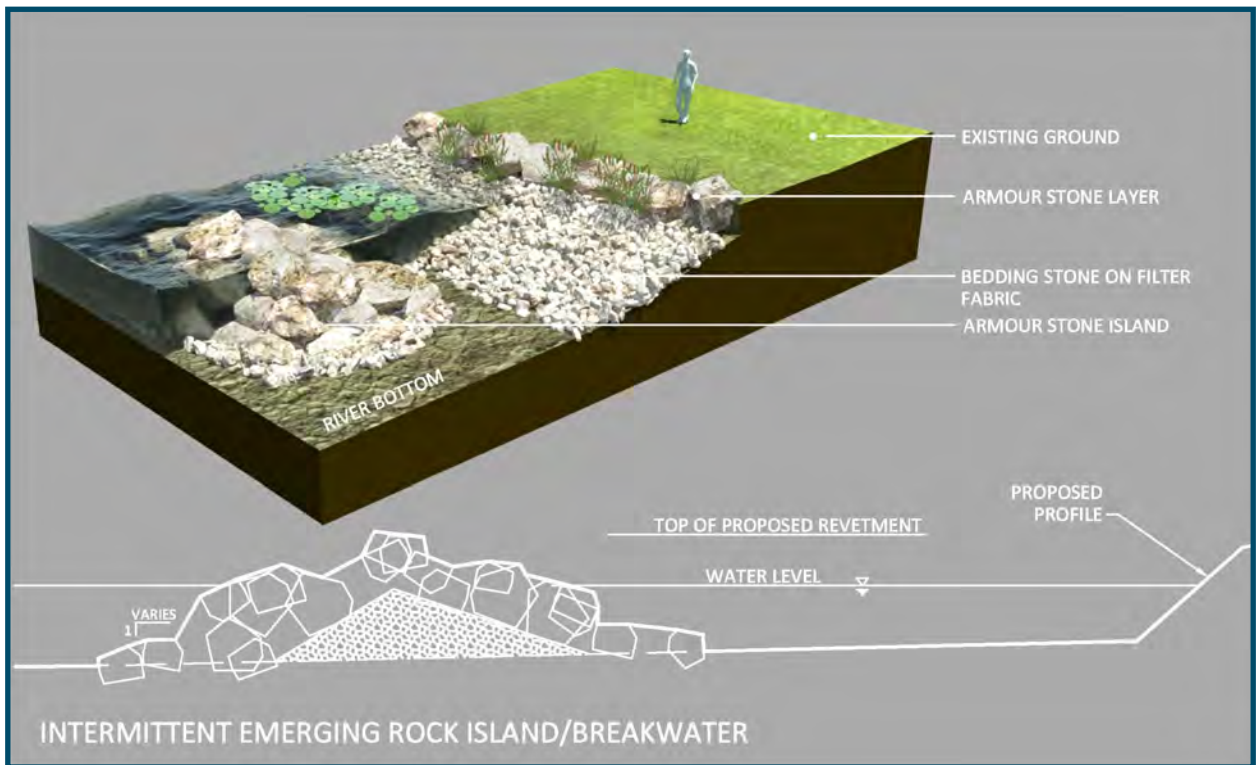 EXISTING GROUND
ARMOUR STONE LAYER
BEDDING STONE ON FILTER
FABRIC
ARMOUR STONE ISLAND
RIVER BOTTOM
PROPOSED
PROFILE
TOP OF PROPOSED REVETMENT
WATER LEVEL
VARIES
1
INTERMITTENT EMERGING ROCK ISLAND/BREAKWATER